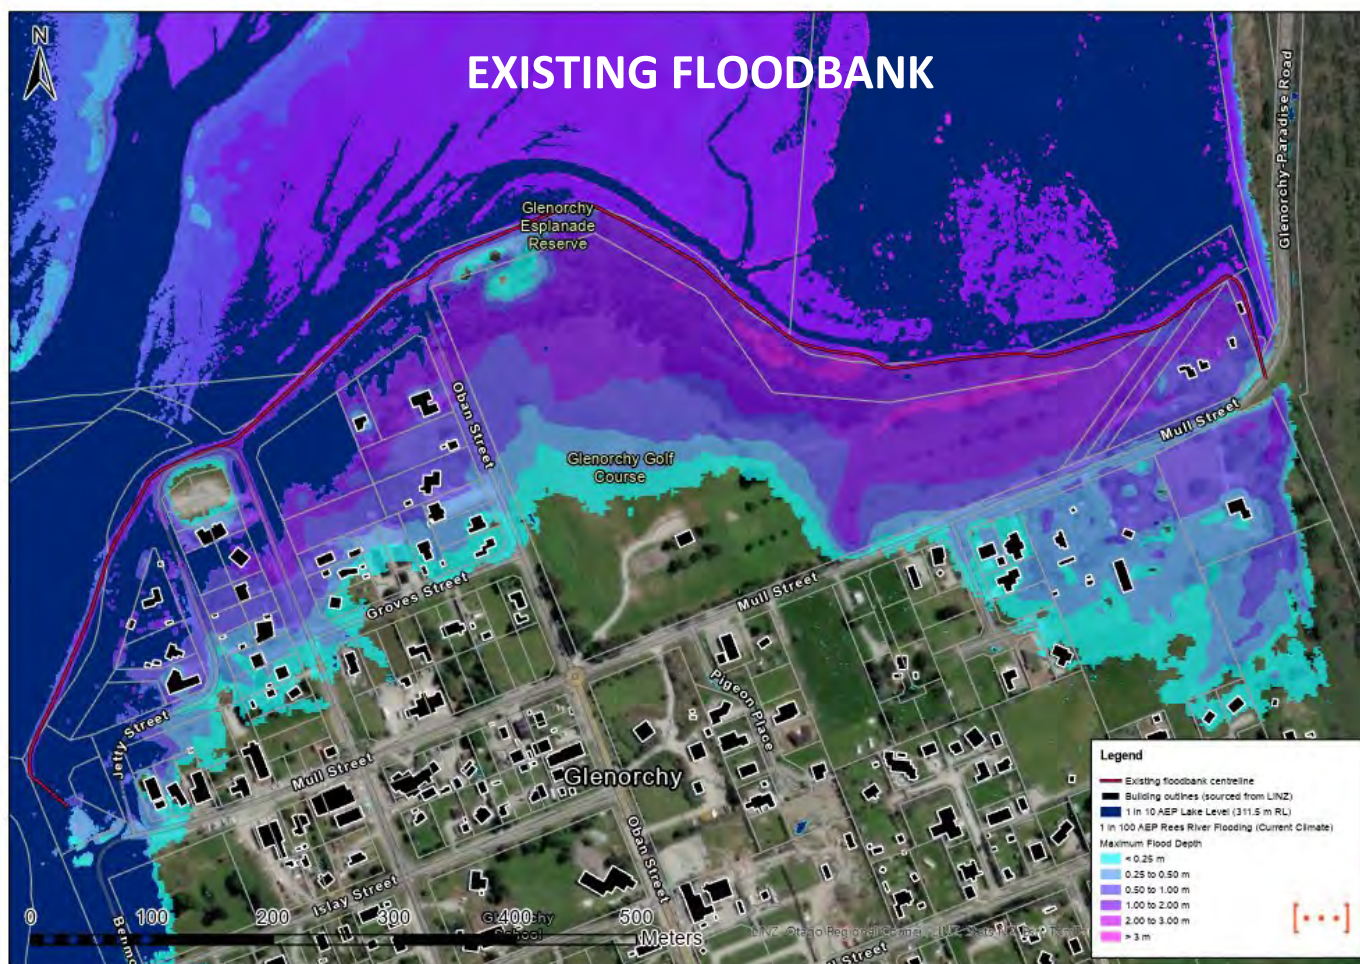 EXISTING FLOODBANK
N
Glenorchy-Paradise Road
Glenorchy
Esplanade
Reserve
Oban Street
Mull Street
Glenorchy Golf
Course
Groves Street
Mull Street
Pigeon Place
Jetty Street
Mull Street
Glenorchy
Oban Street
Islay Street
Glenorchy
School
0 100 200 300 400 500
Meters
Legend
Existing floodbank centreline
Building outlines (sourced from LINZ)
1 in 10 AEP Lake Level (311.5 m RL)
1 in 100 AEP Rees River Flooding (Current Climate)
Maximum Flood Depth
< 0.25 m
0.25 to 0.50 m
0.50 to 1.00 m
1.00 to 2.00 m
2.00 to 3.00 m
> 3 m
[...]